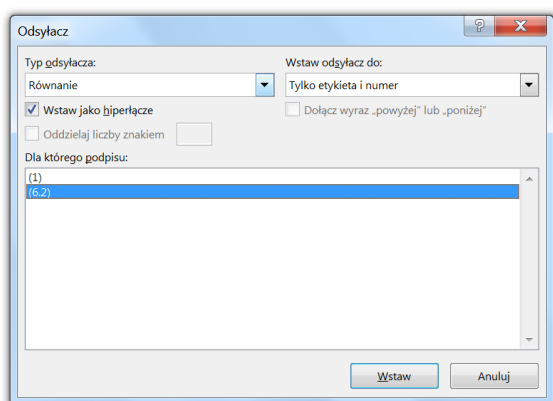 Odsyłacz
Typ odsyłacza:
Wstaw odsyłacz do:
Równanie
Tylko etykieta i numer
Wstaw jako hiperłącze
Dołącz wyraz „powyżej” lub „poniżej”
Oddzielaj liczby znakiem
Dla którego podpisu:
(1)
(6.2)
Wstaw
Anuluj